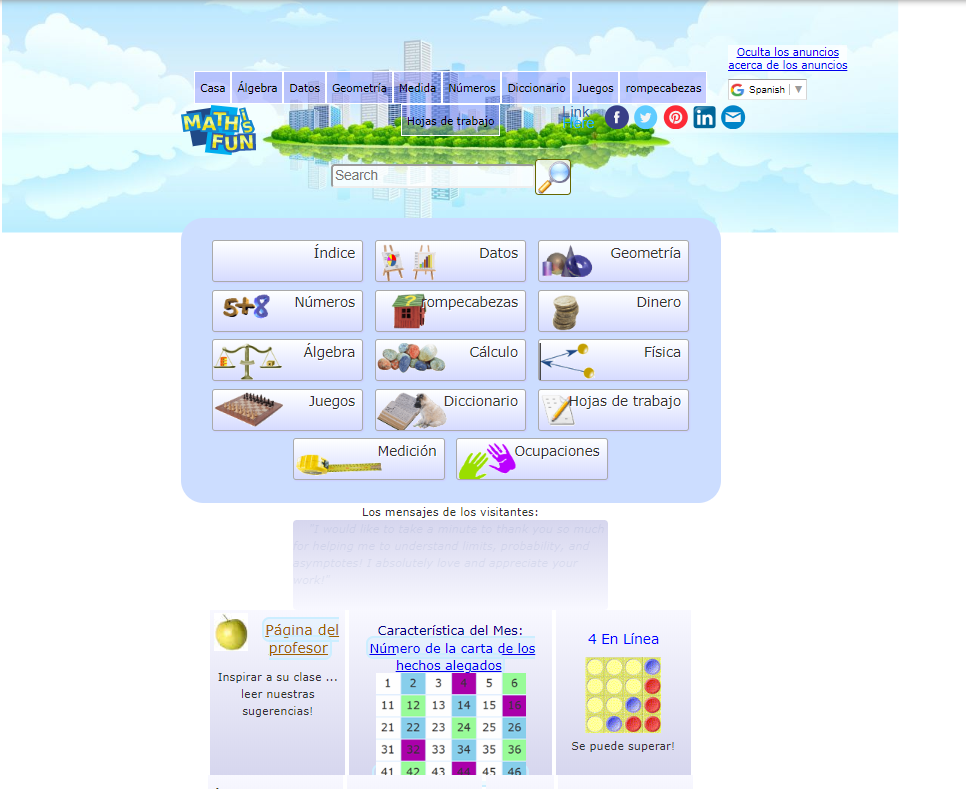 Oculta los anuncios
acerca de los anuncios
Spanish
Casa Álgebra Datos Geometría Medida Números Diccionario Juegos rompecabezas
Hojas de trabajo
MATH is FUN
Link Here
Search
Índice Datos Geometría
5+8 Números rompecabezas Dinero
Álgebra Cálculo Física
Juegos Diccionario Hojas de trabajo
Medición Ocupaciones
Los mensajes de los visitantes:
"I would like to take a minute to thank you so much
for helping me to understand limits, probability, and
asymptotes! I absolutely love and appreciate your
work!"
Página del
profesor
Inspirar a su clase ...
leer nuestras
sugerencias!
Característica del Mes:
Número de la carta de los
hechos alegados
1 2 3 4 5 6
11 12 13 14 15 16
21 22 23 24 25 26
31 32 33 34 35 36
41 42 43 44 45 46
4 En Línea
Se puede superar!